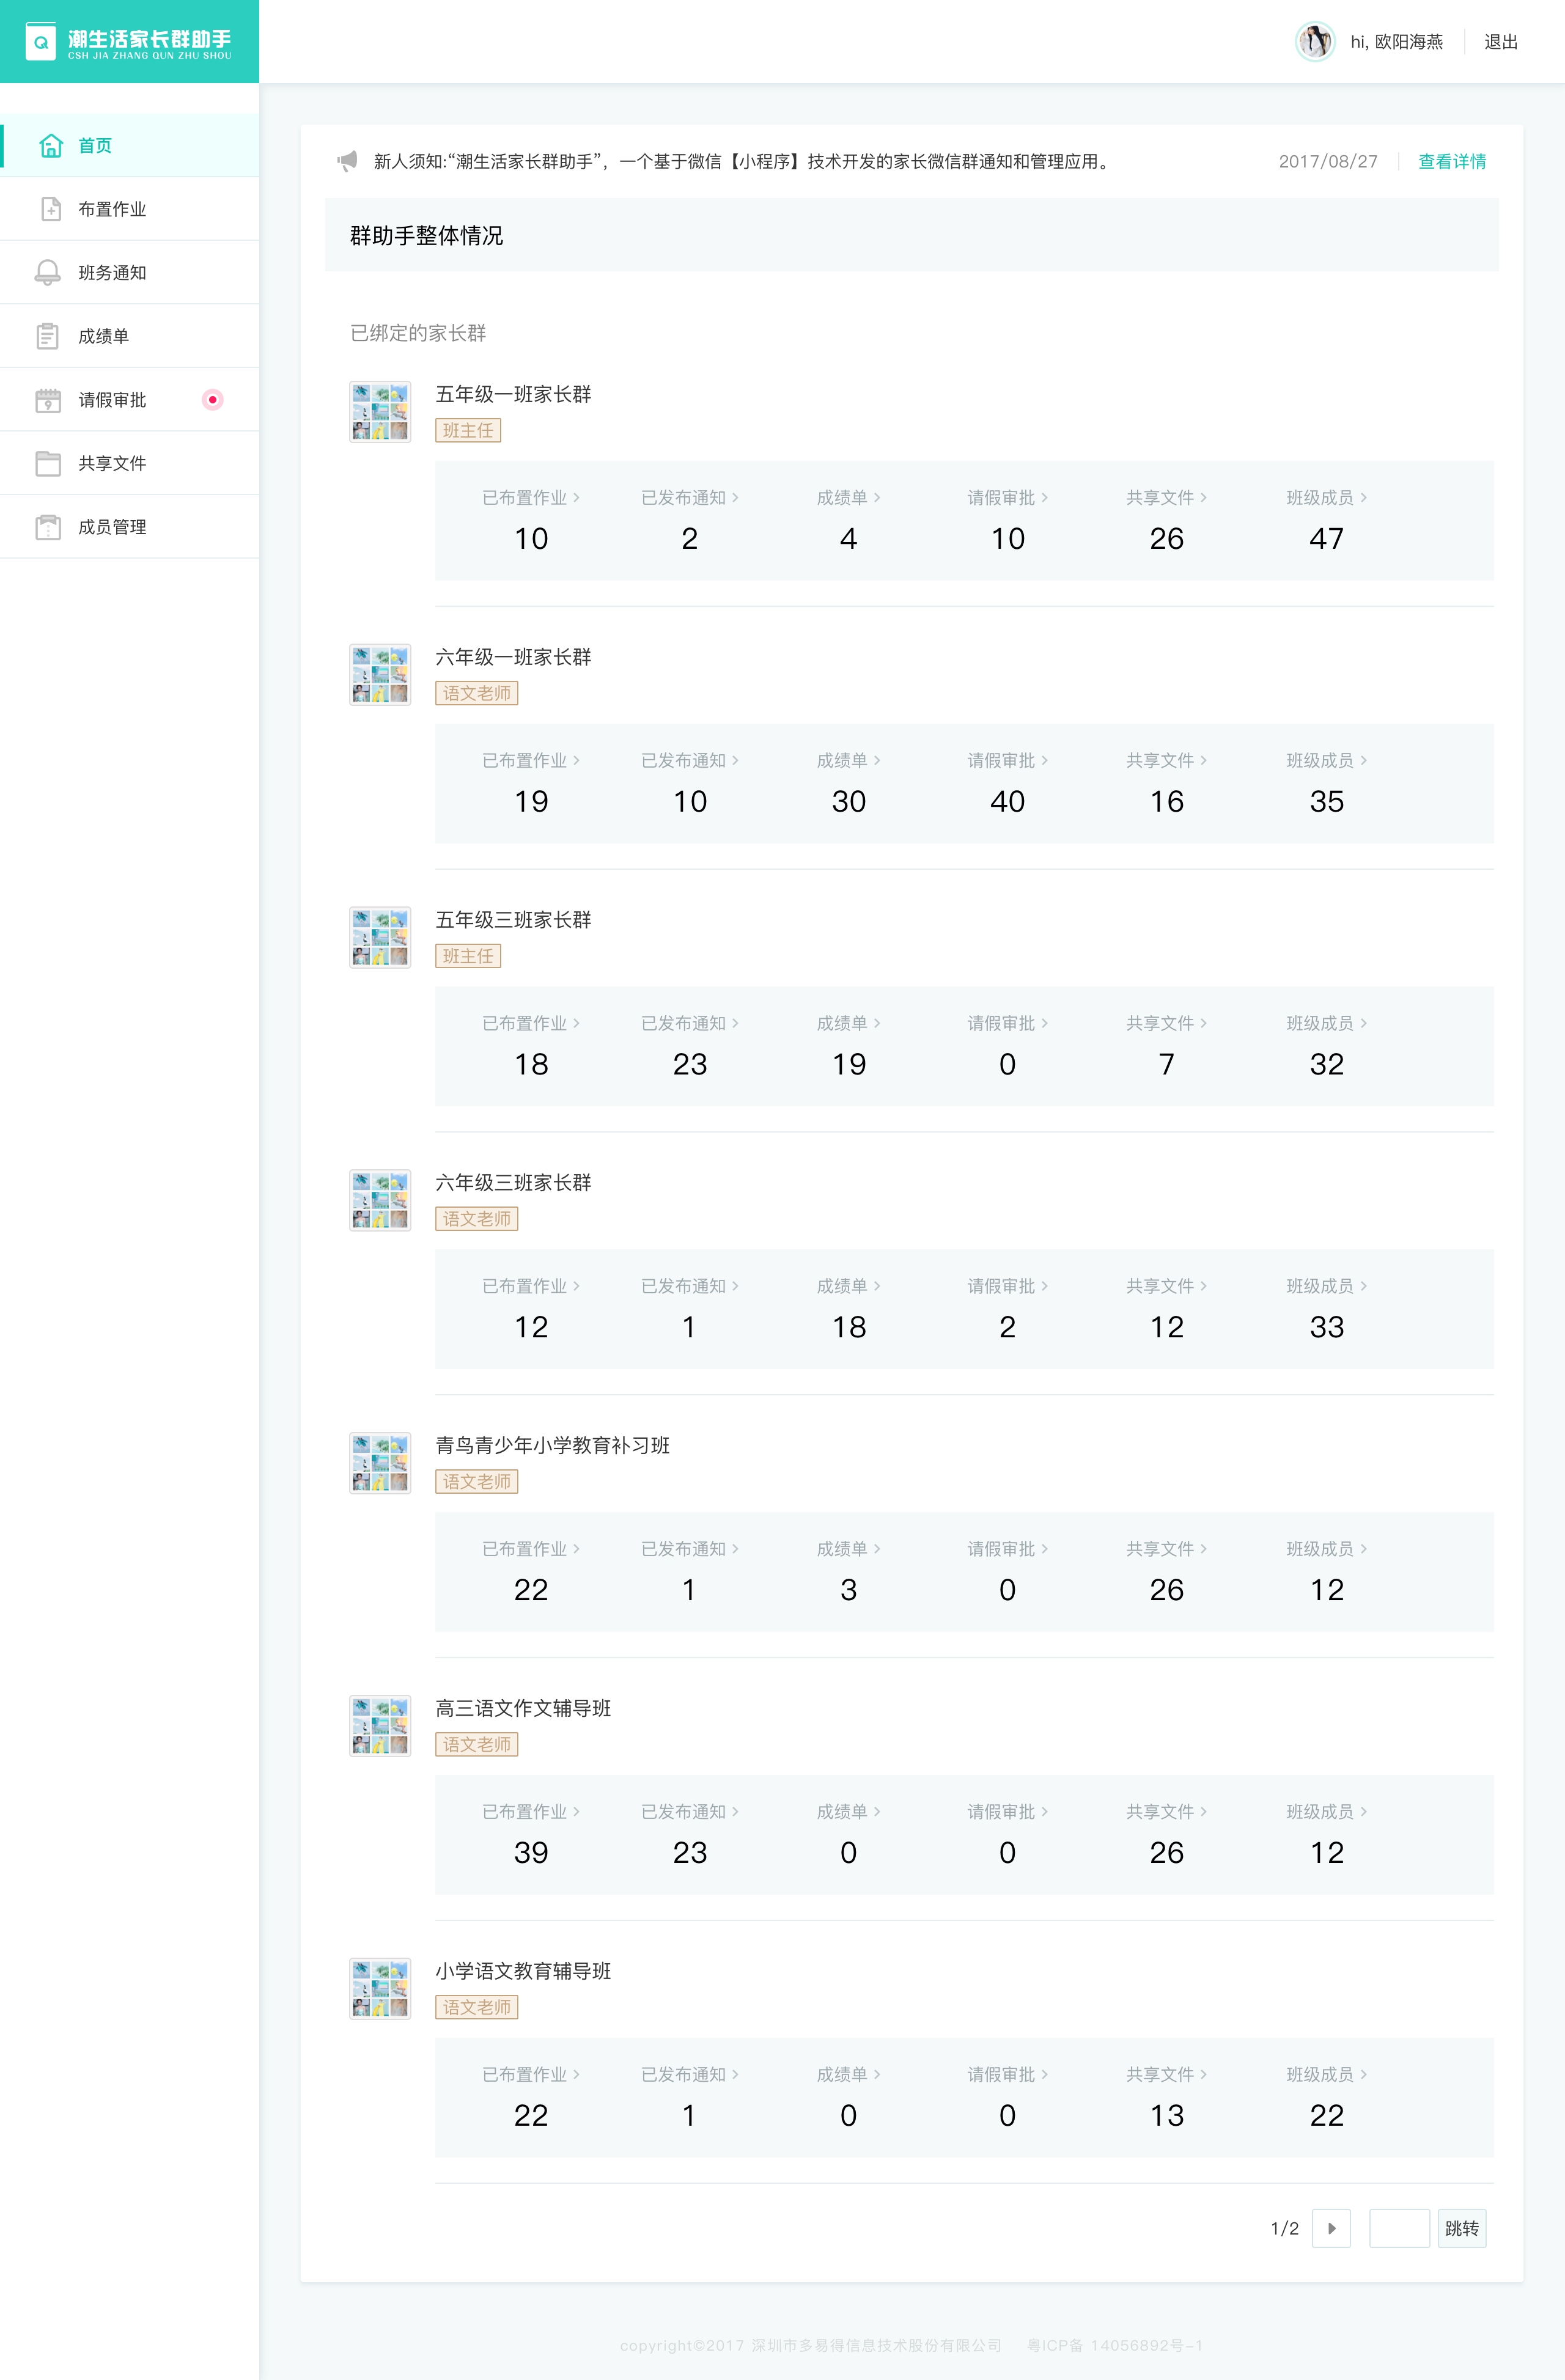 潮生活家长群助手
CSH JIA ZHANG QUN ZHU SHOU
hi, 欧阳海燕 退出
首页
布置作业
班务通知
成绩单
9 请假审批
共享文件
成员管理
新人须知:“潮生活家长群助手”，一个基于微信【小程序】技术开发的家长微信群通知和管理应用。 2017/08/27 查看详情
群助手整体情况
已绑定的家长群
五年级一班家长群
班主任
已布置作业 > 已发布通知 > 成绩单 > 请假审批 > 共享文件 > 班级成员 >
10 2 4 10 26 47
六年级一班家长群
语文老师
已布置作业 > 已发布通知 > 成绩单 > 请假审批 > 共享文件 > 班级成员 >
19 10 30 40 16 35
五年级三班家长群
班主任
已布置作业 > 已发布通知 > 成绩单 > 请假审批 > 共享文件 > 班级成员 >
18 23 19 0 7 32
六年级三班家长群
语文老师
已布置作业 > 已发布通知 > 成绩单 > 请假审批 > 共享文件 > 班级成员 >
12 1 18 2 12 33
青鸟青少年小学教育补习班
语文老师
已布置作业 > 已发布通知 > 成绩单 > 请假审批 > 共享文件 > 班级成员 >
22 1 3 0 26 12
高三语文作文辅导班
语文老师
已布置作业 > 已发布通知 > 成绩单 > 请假审批 > 共享文件 > 班级成员 >
39 23 0 0 26 12
小学语文教育辅导班
语文老师
已布置作业 > 已发布通知 > 成绩单 > 请假审批 > 共享文件 > 班级成员 >
22 1 0 0 13 22
1/2 跳转
copyright©2017 深圳市多易得信息技术股份有限公司 粤ICP备 14056892号-1